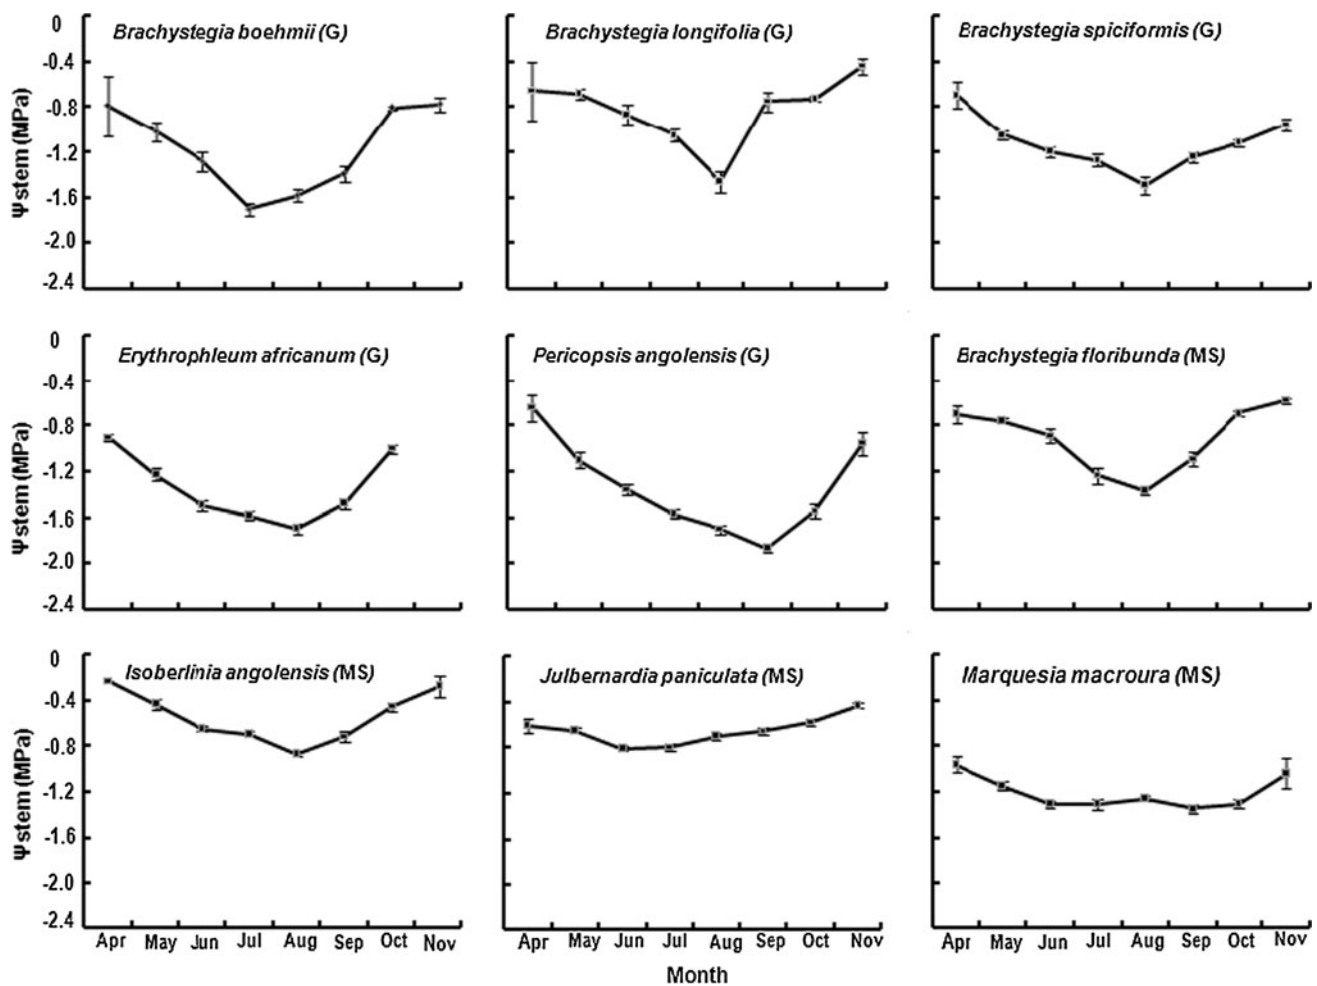 Brachystegia boehmii (G)
Brachystegia longifolia (G)
Brachystegia spiciformis (G)
Ψ stem (MPa)
0
-0.4
-0.8
-1.2
-1.6
-2.0
-2.4
Erythrophleum africanum (G)
Pericopsis angolensis (G)
Brachystegia floribunda (MS)
Ψ stem (MPa)
0
-0.4
-0.8
-1.2
-1.6
-2.0
-2.4
Isoberlinia angolensis (MS)
Julbernardia paniculata (MS)
Marquesia macroura (MS)
Ψ stem (MPa)
0
-0.4
-0.8
-1.2
-1.6
-2.0
-2.4
Apr May Jun Jul Aug Sep Oct Nov
Apr May Jun Jul Aug Sep Oct Nov
Apr May Jun Jul Aug Sep Oct Nov
Month